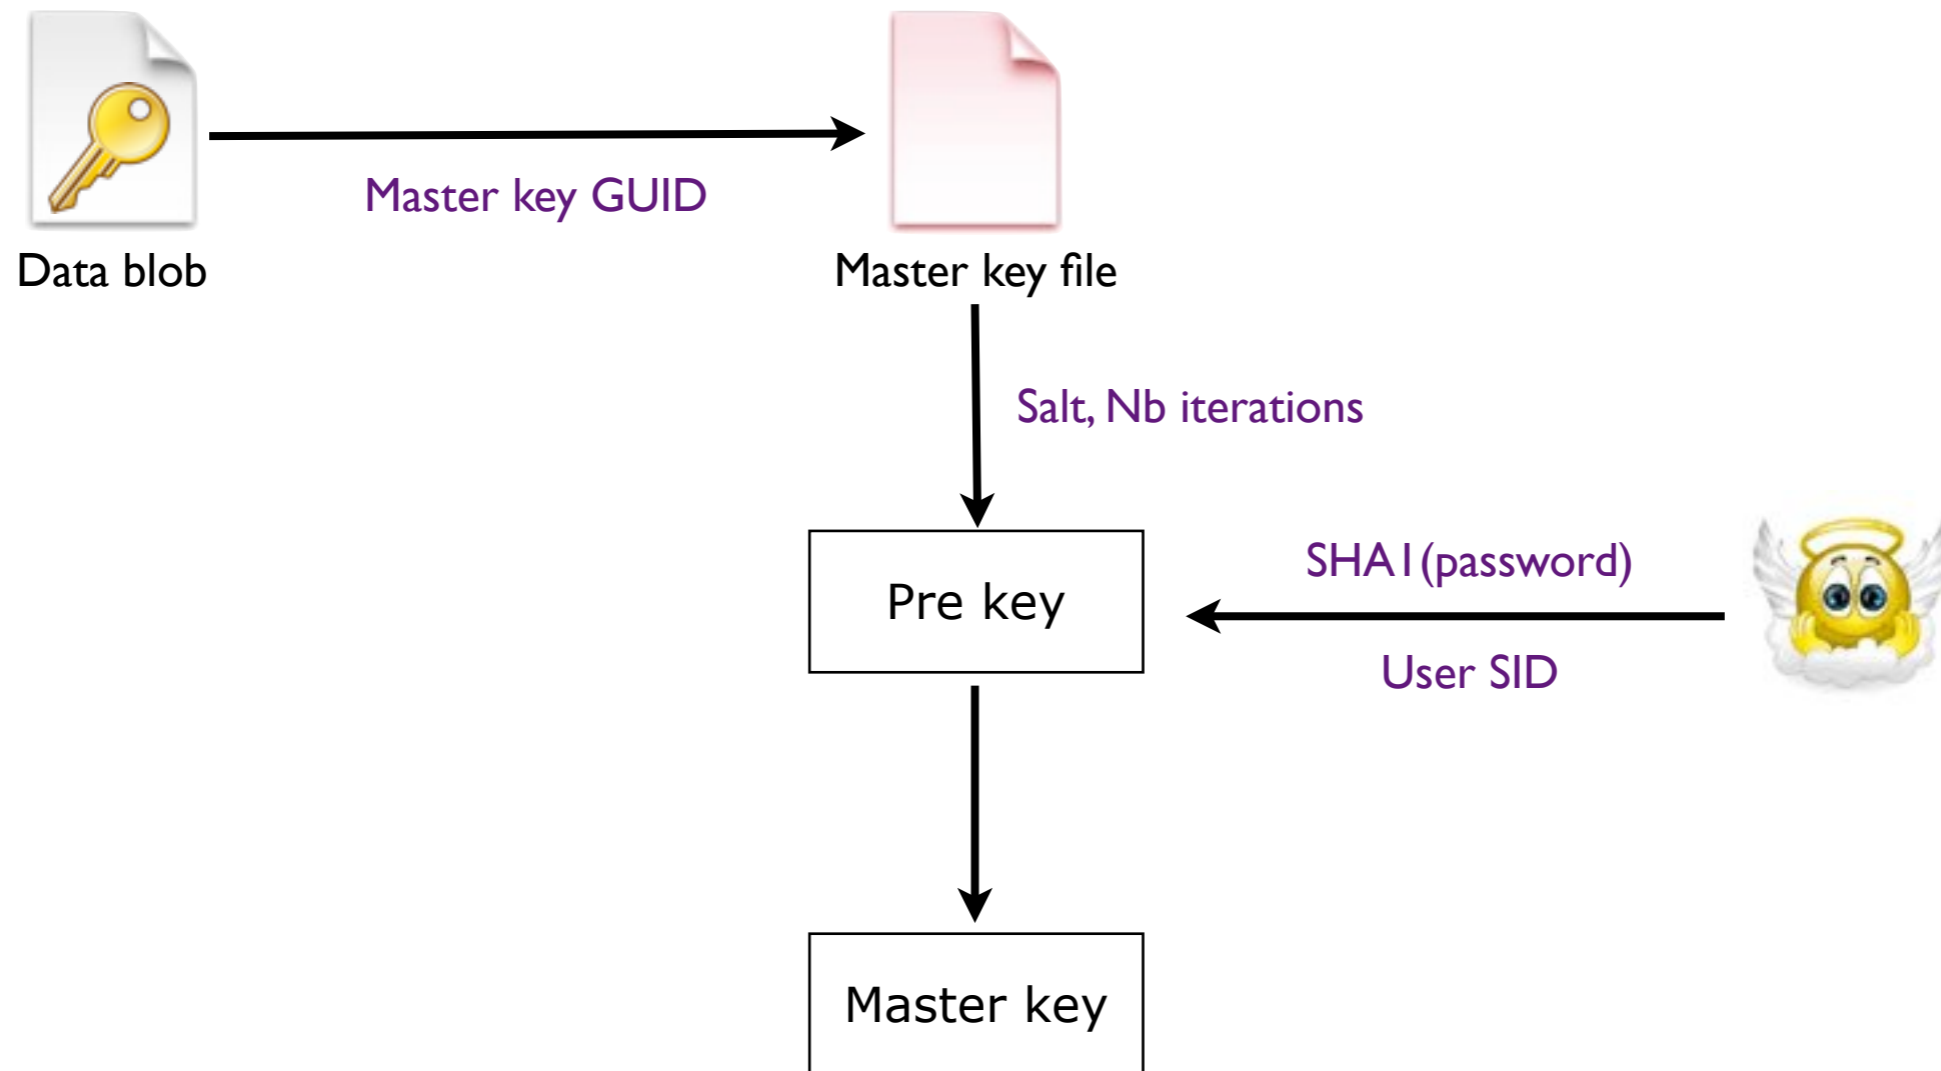 Master key GUID
Data blob
Master key file
Salt, Nb iterations
SHA1(password)
Pre key
User SID
Master key